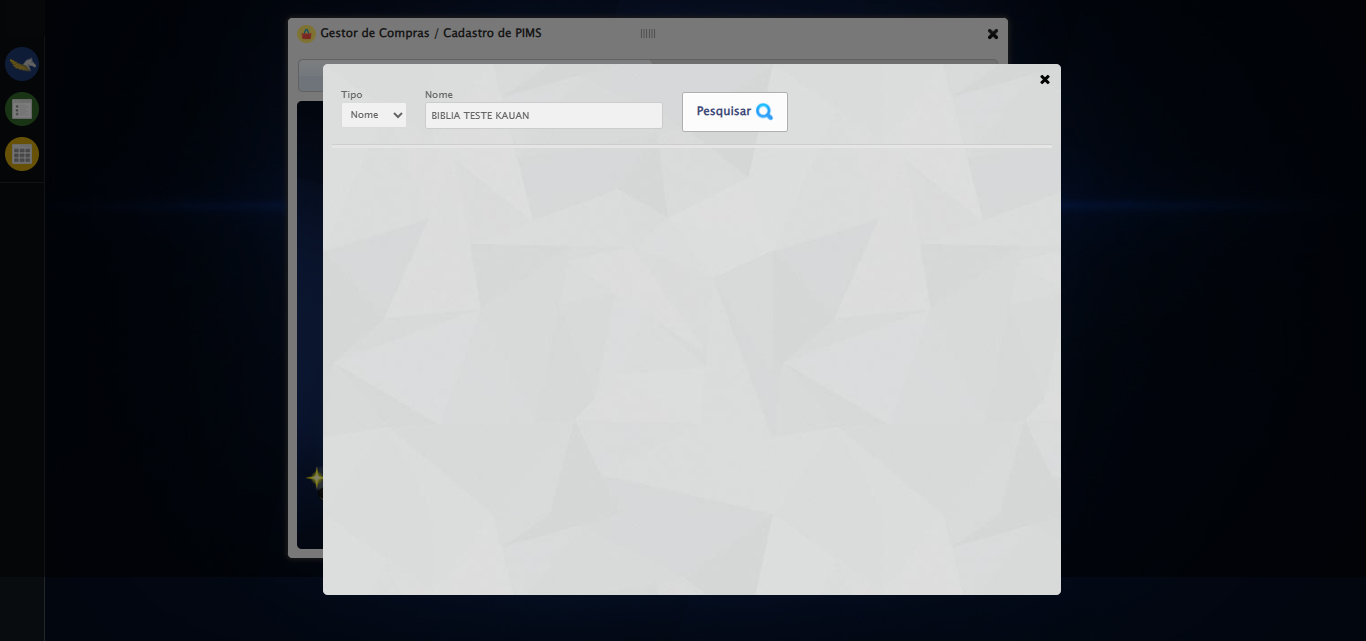 Gestor de Compras / Cadastro de PIMS
Tipo
Nome
Nome
BIBLIA TESTE KAUAN
Pesquisar